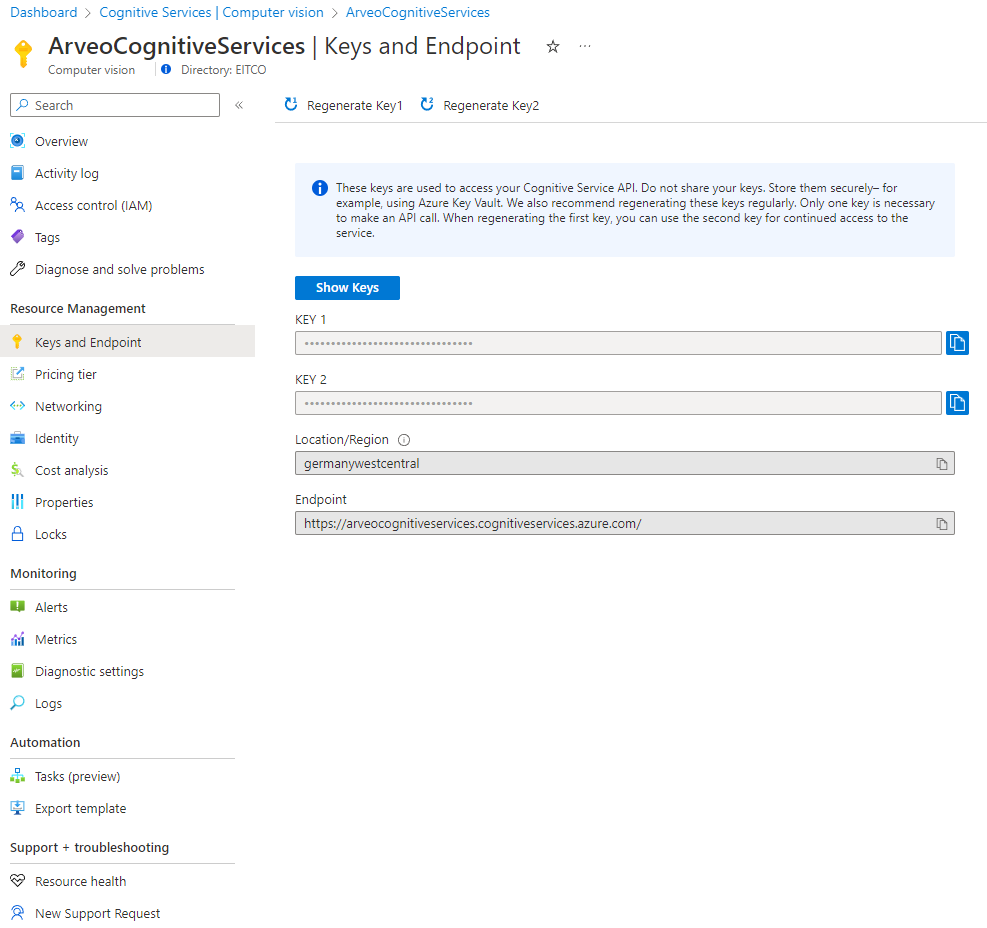 Dashboard > Cognitive Services | Computer vision > ArveoCognitiveServices
ArveoCognitiveServices | Keys and Endpoint
Computer vision
Directory: EITCO
Search
«
Regenerate Key1
Regenerate Key2
Overview
Activity log
Access control (IAM)
Tags
Diagnose and solve problems
Resource Management
Keys and Endpoint
Pricing tier
Networking
Identity
Cost analysis
Properties
Locks
Monitoring
Alerts
Metrics
Diagnostic settings
Logs
Automation
Tasks (preview)
Export template
Support + troubleshooting
Resource health
New Support Request
These keys are used to access your Cognitive Service API. Do not share your keys. Store them securely– for
example, using Azure Key Vault. We also recommend regenerating these keys regularly. Only one key is necessary
to make an API call. When regenerating the first key, you can use the second key for continued access to the
service.
Show Keys
KEY 1
••••••••••••••••••••••••••••••••
KEY 2
••••••••••••••••••••••••••••••••
Location/Region
germanywestcentral
Endpoint
https://arveocognitiveservices.cognitiveservices.azure.com/